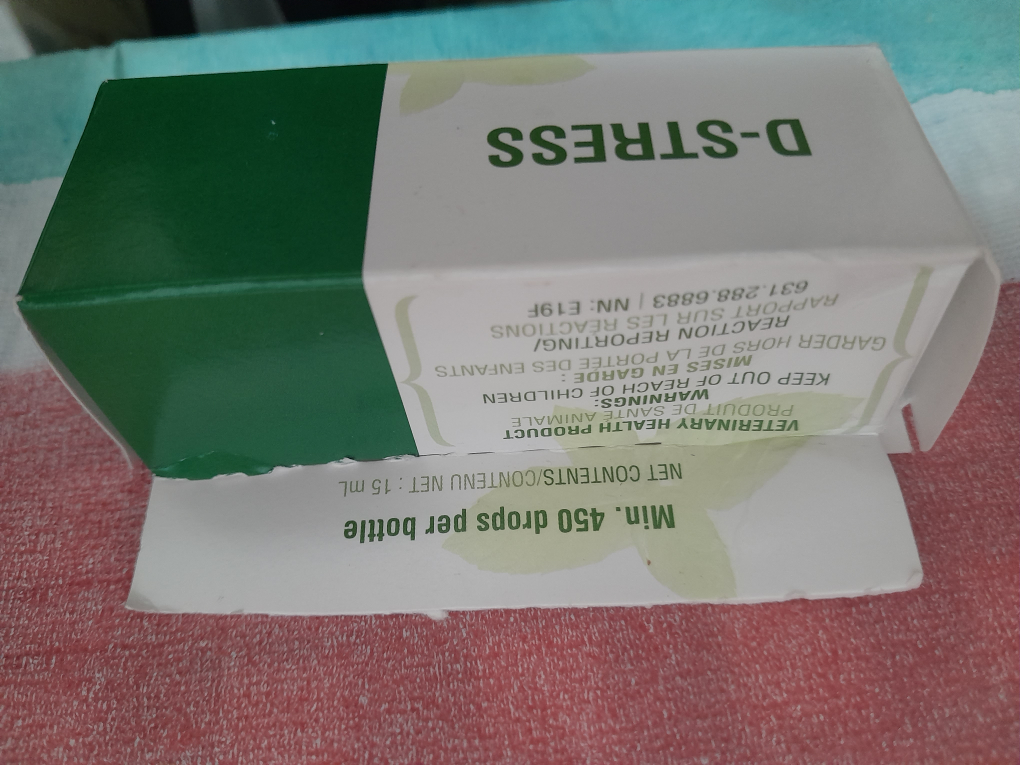 D-STRESS
VETERINARY HEALTH PRODUCT
PRODUIT DE SANTÉ ANIMALE
WARNINGS:
KEEP OUT OF REACH OF CHILDREN
MISES EN GARDE :
GARDER HORS DE LA PORTÉE DES ENFANTS
REACTION REPORTING/
RAPPORT SUR LES RÉACTIONS
631.288.6883 | NN: E19F
Min. 450 drops per bottle
NET CONTENTS/CONTENU NET : 15 mL